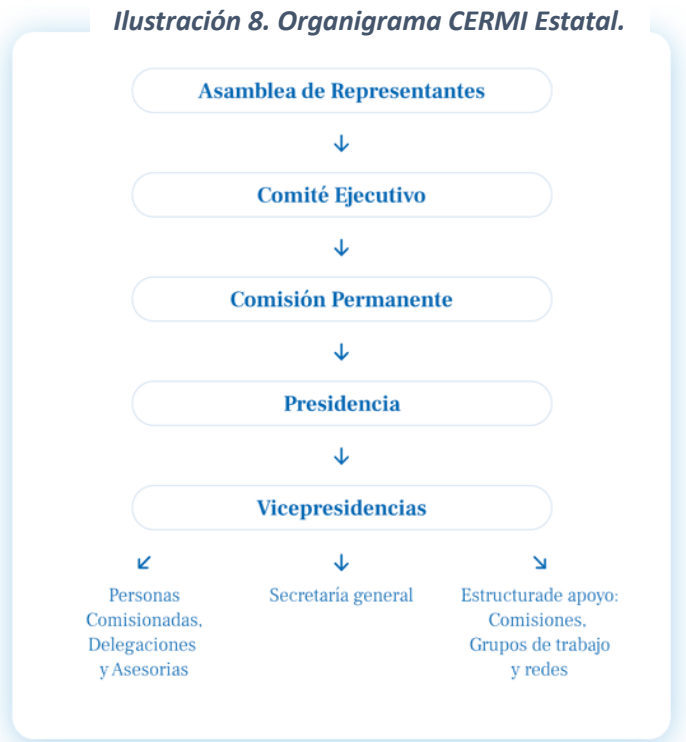 Ilustración 8. Organigrama CERMI Estatal.
Asamblea de Representantes
Comité Ejecutivo
Comisión Permanente
Presidencia
Vicepresidencias
Personas
Comisionadas,
Delegaciones
y Asesorias
Secretaría general
Estructurade apoyo:
Comisiones,
Grupos de trabajo
y redes